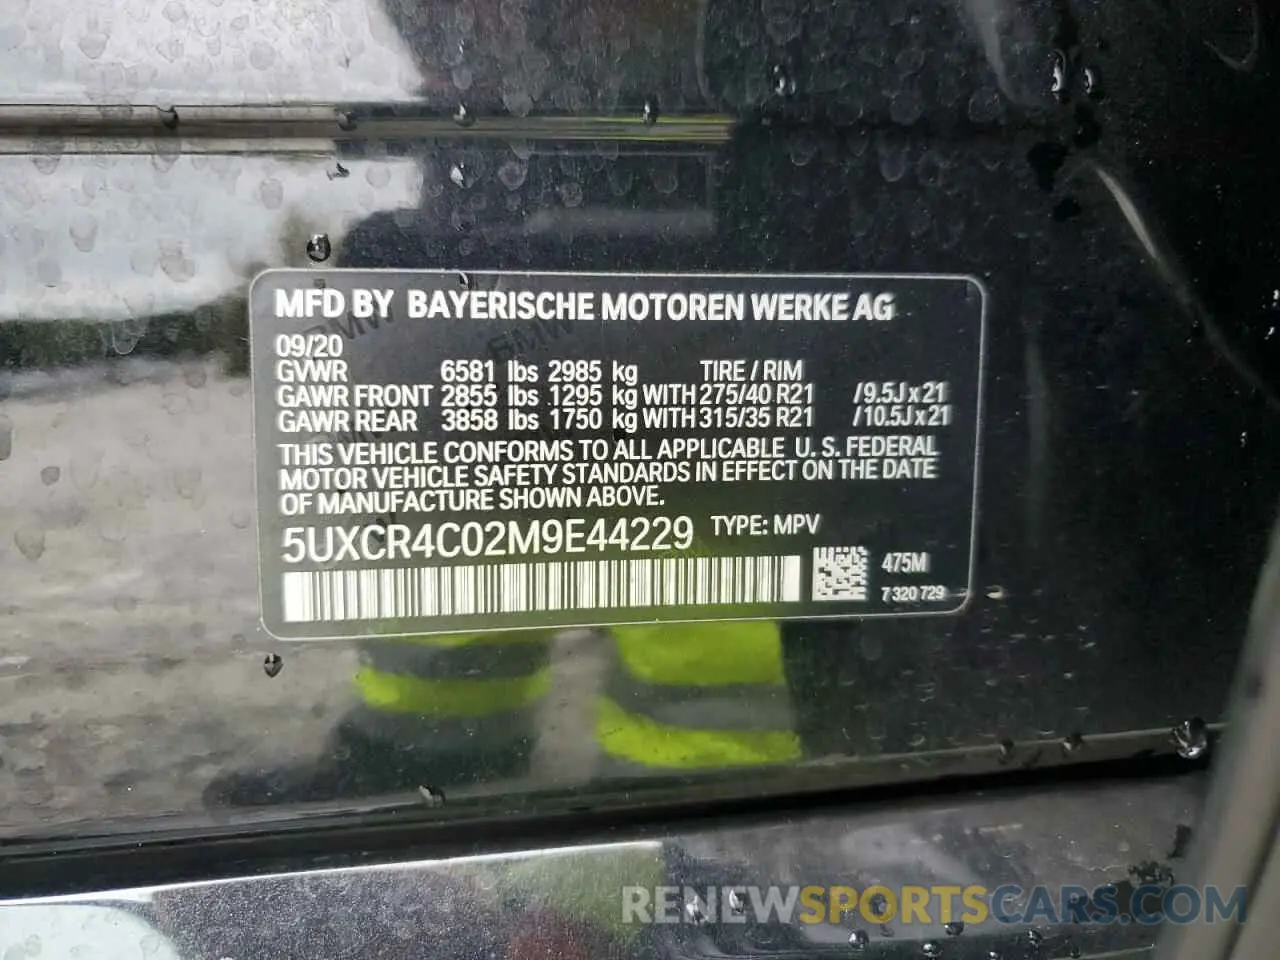 MFD BY BAYERISCHE MOTOREN WERKE AG
09/20
GVWR 6581 lbs 2985 kg TIRE / RIM
GAWR FRONT 2855 lbs 1295 kg WITH 275/40 R21 / 9.5J x 21
GAWR REAR 3858 lbs 1750 kg WITH 315/35 R21 / 10.5J x 21
THIS VEHICLE CONFORMS TO ALL APPLICABLE U. S. FEDERAL
MOTOR VEHICLE SAFETY STANDARDS IN EFFECT ON THE DATE
OF MANUFACTURE SHOWN ABOVE.
5UXCR4C02M9E44229 TYPE: MPV
475M
7 320 729
RENEWSPORTSCARS.COM